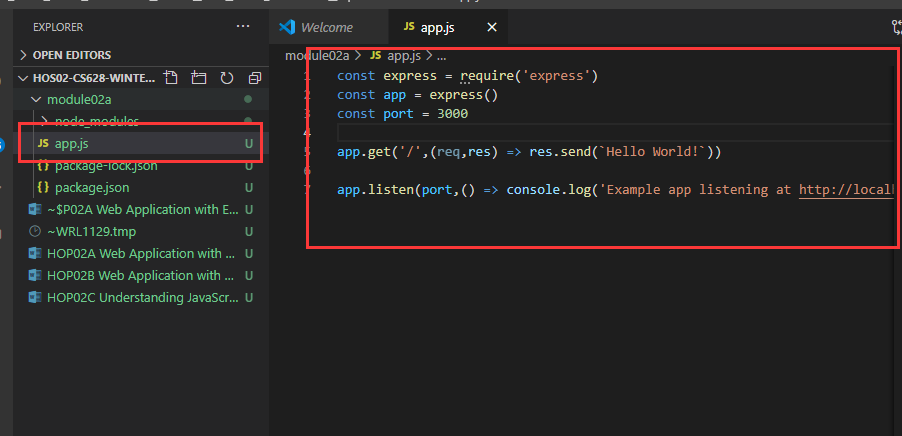 EXPLORER
OPEN EDITORS
HOS02-CS628-WINTE...
module02a
node_modules
JS app.js U
{} package-lock.json U
{} package.json U
~$P02A Web Application with E... U
~WRL1129.tmp U
HOP02A Web Application with ... U
HOP02B Web Application with ... U
HOP02C Understanding JavaScr... U
Welcome
JS app.js
module02a > JS app.js > ...
1 const express = require('express')
2 const app = express()
3 const port = 3000
4
5 app.get('/',(req,res) => res.send(`Hello World!`))
6
7 app.listen(port,() => console.log('Example app listening at http://local